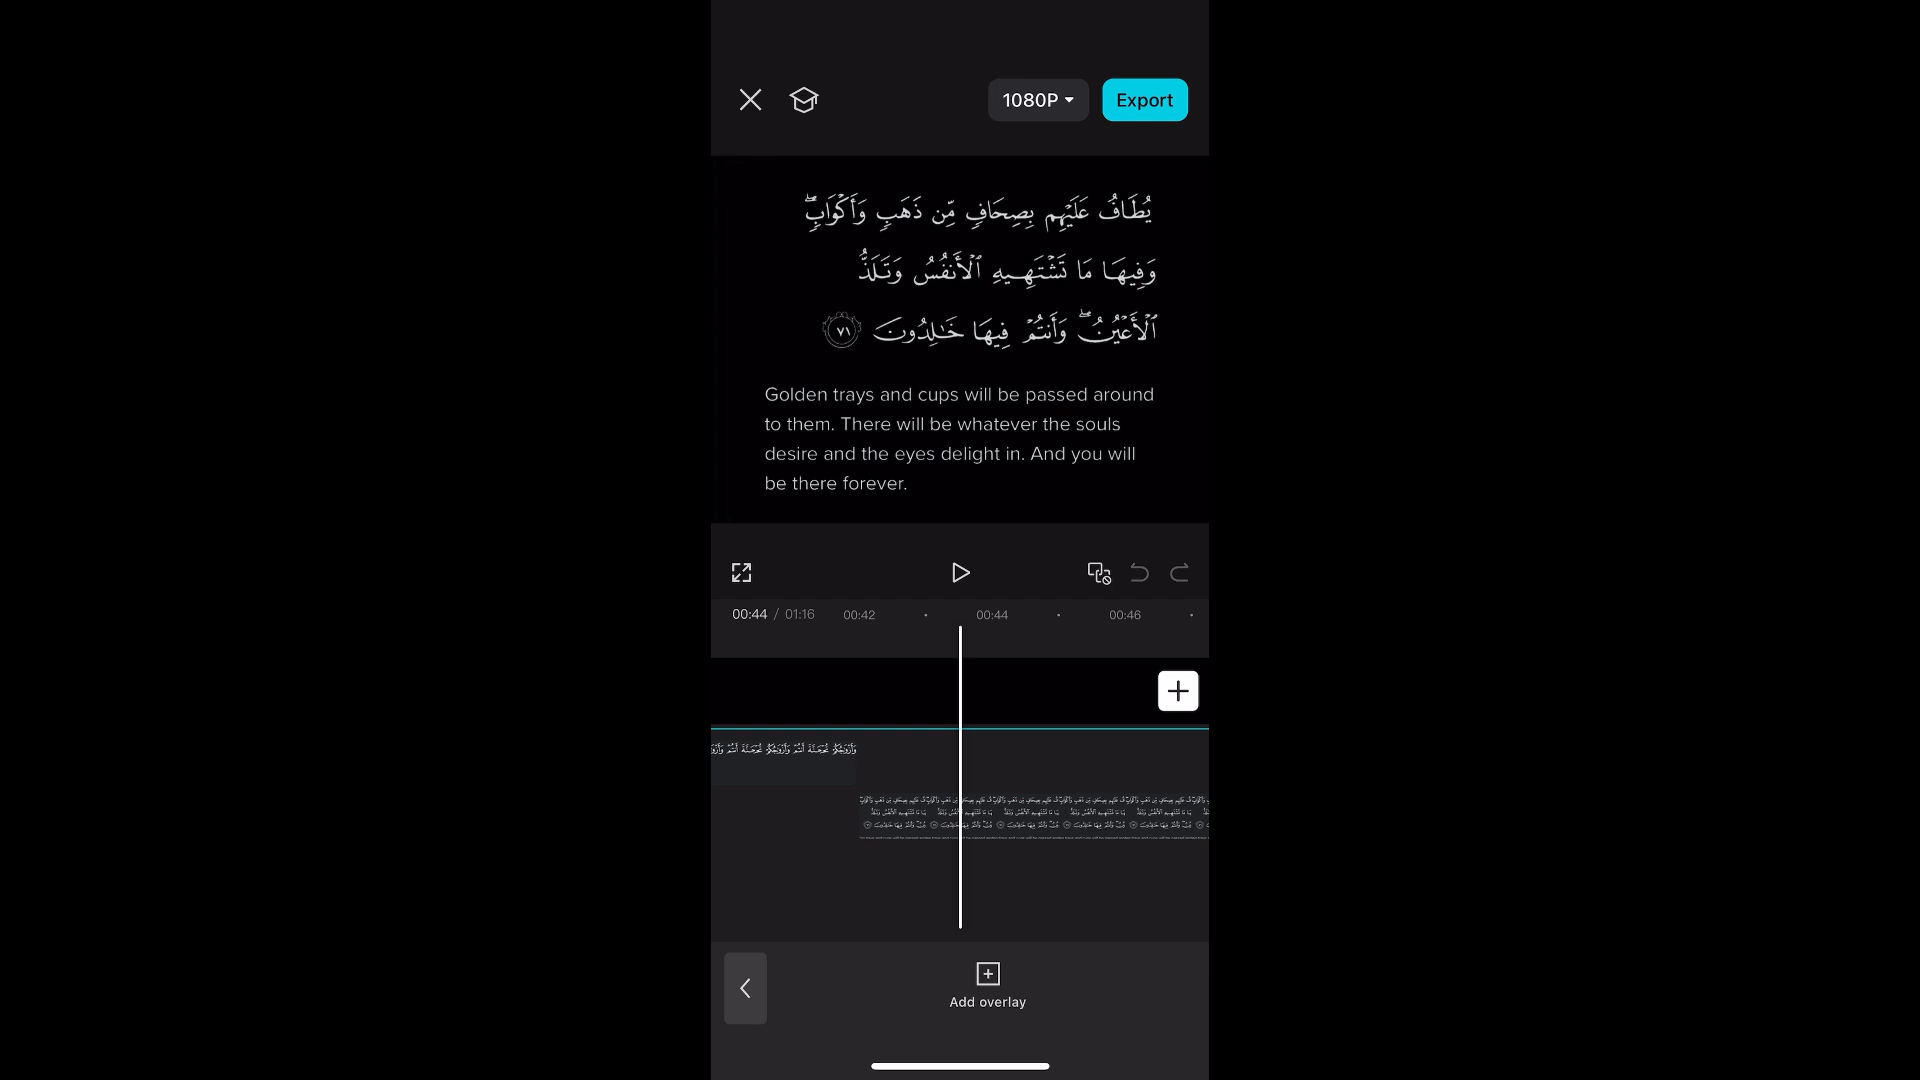 1080P
Export
يُطَافُ عَلَيْهِم بِصِحَافٍ مِّن ذَهَبٍ وَأَكْوَابٍ ۖ
وَفِيهَا مَا تَشْتَهِيهِ ٱلْأَنفُسُ وَتَلَذُّ
ٱلْأَعْيُنُ ۖ وَأَنتُمْ فِيهَا خَـٰلِدُونَ ٧١
Golden trays and cups will be passed around
to them. There will be whatever the souls
desire and the eyes delight in. And you will
be there forever.
00:44 / 01:16 00:42 00:44 00:46
Add overlay